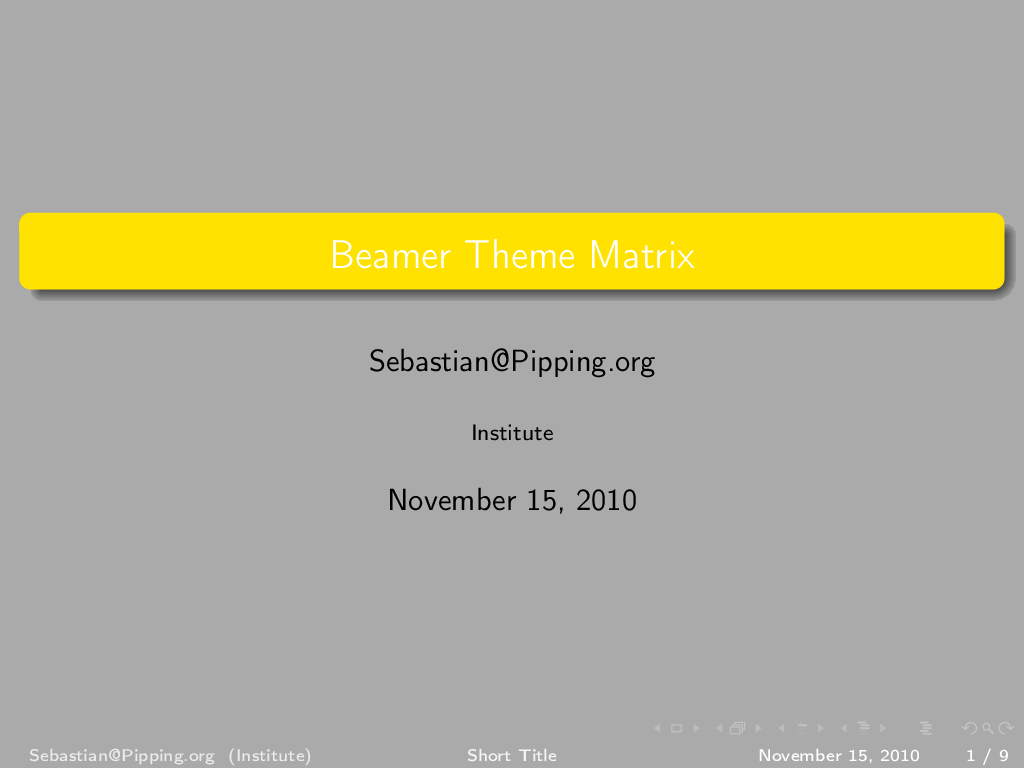 Beamer Theme Matrix
Sebastian@Pipping.org
Institute
November 15, 2010
Sebastian@Pipping.org (Institute) Short Title November 15, 2010 1 / 9